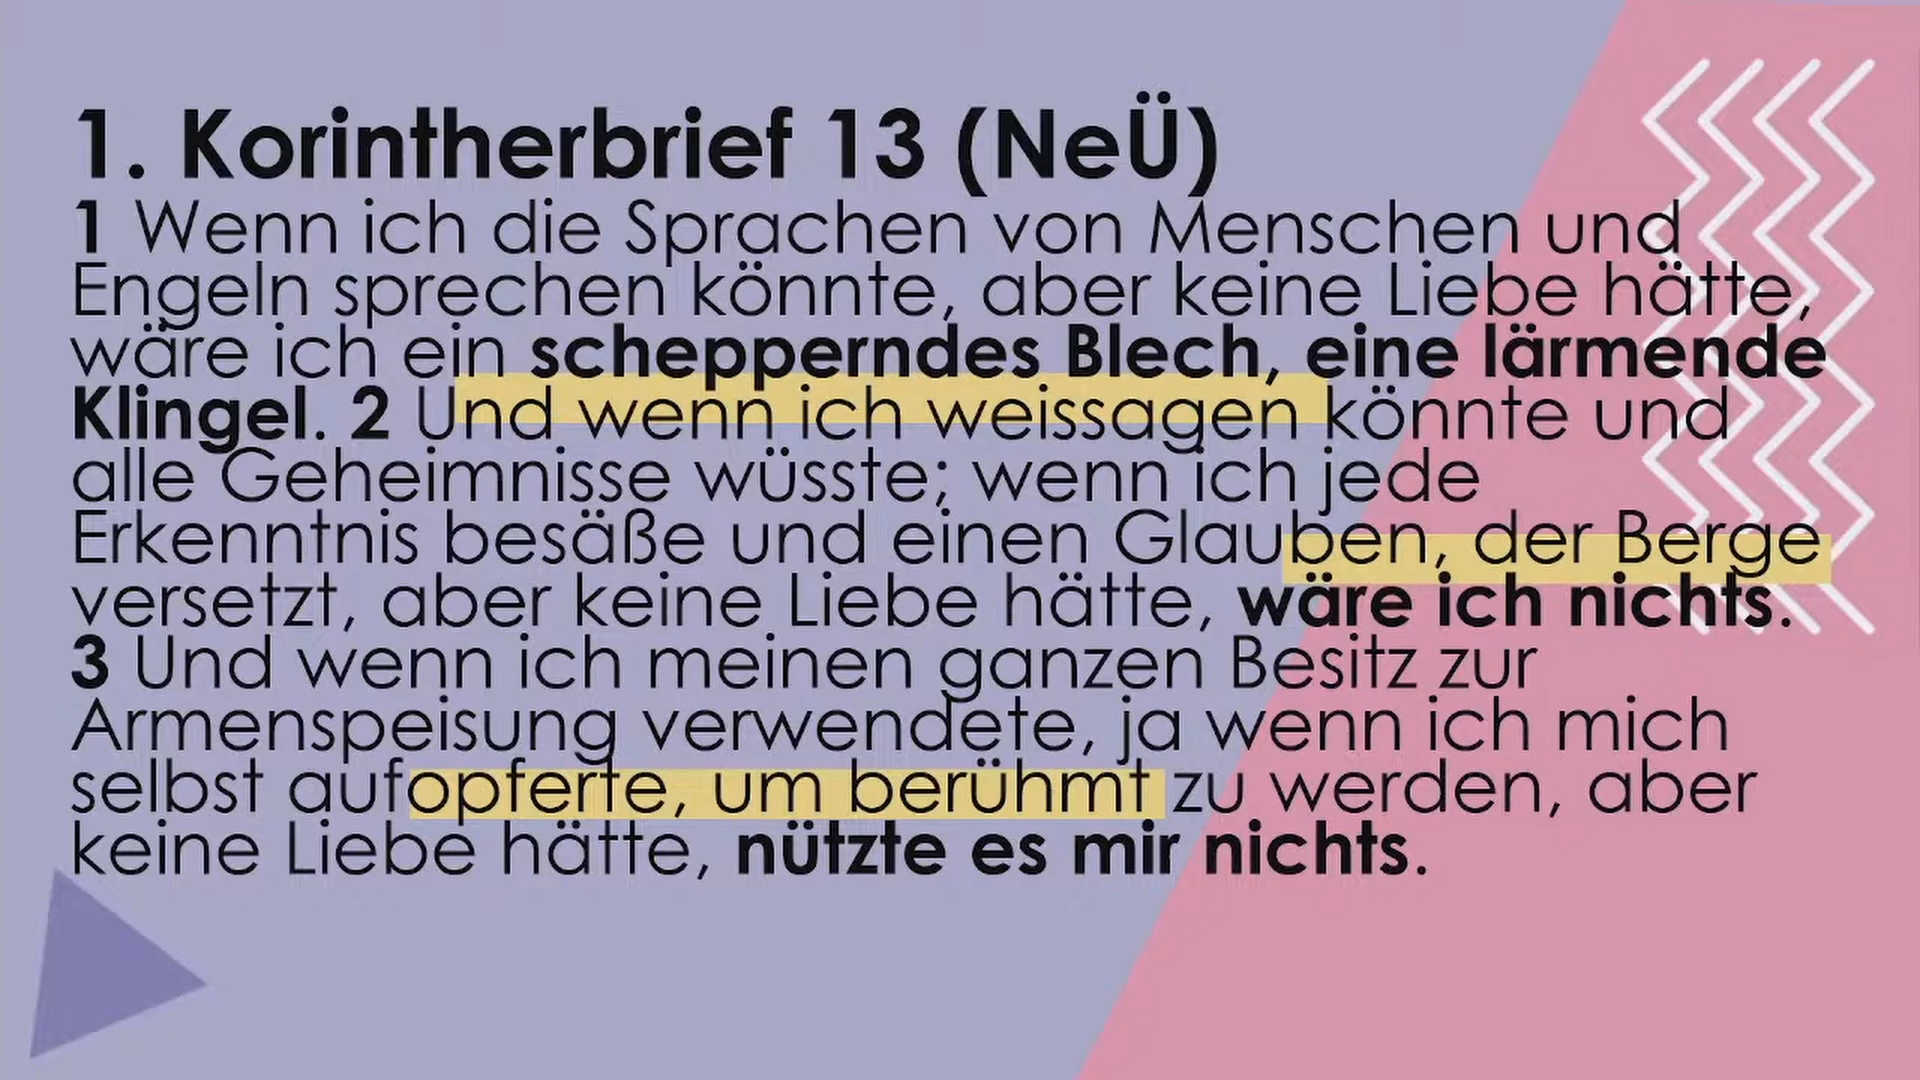 1. Korintherbrief 13 (NeÜ)
1 Wenn ich die Sprachen von Menschen und
Engeln sprechen könnte, aber keine Liebe hätte,
wäre ich ein schepperndes Blech, eine lärmende
Klingel. 2 Und wenn ich weissagen könnte und
alle Geheimnisse wüsste; wenn ich jede
Erkenntnis besäße und einen Glauben, der Berge
versetzt, aber keine Liebe hätte, wäre ich nichts.
3 Und wenn ich meinen ganzen Besitz zur
Armenspeisung verwendete, ja wenn ich mich
selbst aufopferte, um berühmt zu werden, aber
keine Liebe hätte, nützte es mir nichts.